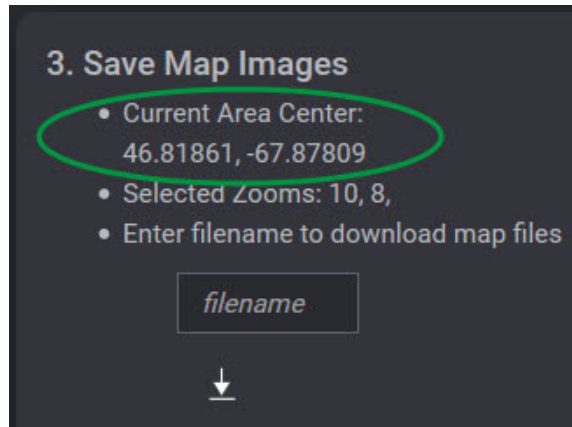 3. Save Map Images
• Current Area Center:
46.81861, -67.87809
• Selected Zooms: 10, 8,
• Enter filename to download map files
filename